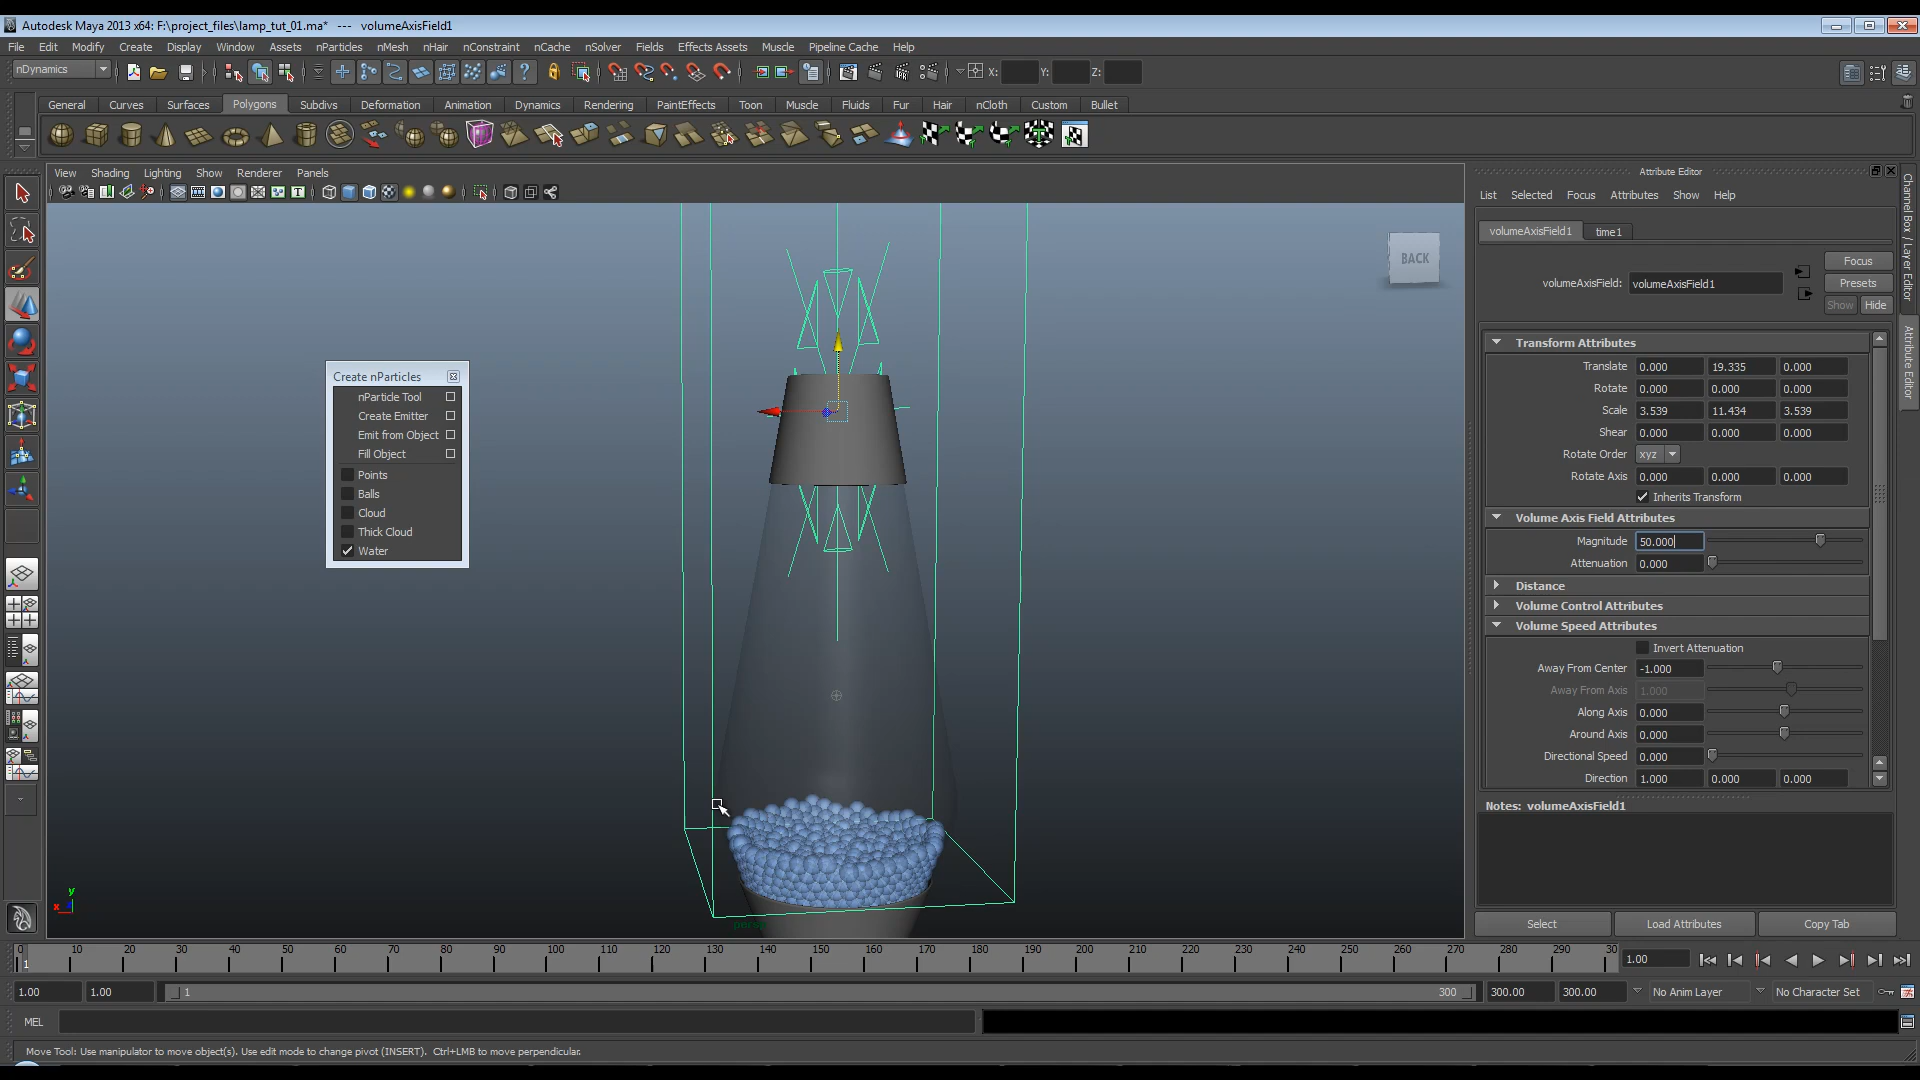 Autodesk Maya 2013 x64: F:\project_files\lamp_tut_01.ma* --- volumeAxisField1
File Edit Modify Create Display Window Assets nParticles nMesh nHair nConstraint nCache nSolver Fields Effects Assets Muscle Pipeline Cache Help
nDynamics X: Y: Z:
General Curves Surfaces Polygons Subdivs Deformation Animation Dynamics Rendering PaintEffects Toon Muscle Fluids Fur Hair nCloth Custom Bullet
View Shading Lighting Show Renderer Panels
BACK
Create nParticles
nParticle Tool
Create Emitter
Emit from Object
Fill Object
Points
Balls
Cloud
Thick Cloud
Water
y
x
persp
Attribute Editor
List Selected Focus Attributes Show Help
volumeAxisField1 time1
Focus
volumeAxisField: volumeAxisField1 Presets
Show Hide
Transform Attributes
Translate 0.000 19.335 0.000
Rotate 0.000 0.000 0.000
Scale 3.539 11.434 3.539
Shear 0.000 0.000 0.000
Rotate Order xyz
Rotate Axis 0.000 0.000 0.000
Inherits Transform
Volume Axis Field Attributes
Magnitude 50.000
Attenuation 0.000
Distance
Volume Control Attributes
Volume Speed Attributes
Invert Attenuation
Away From Center -1.000
Away From Axis 1.000
Along Axis 0.000
Around Axis 0.000
Directional Speed 0.000
Direction 1.000 0.000 0.000
Notes: volumeAxisField1
Select Load Attributes Copy Tab
Channel Box / Layer Editor
Attribute Editor
0 10 20 30 40 50 60 70 80 90 100 110 120 130 140 150 160 170 180 190 200 210 220 230 240 250 260 270 280 290 30
1 1.00
1.00 1.00 1 300 300.00 300.00 No Anim Layer No Character Set
MEL
Move Tool: Use manipulator to move object(s). Use edit mode to change pivot (INSERT). Ctrl+LMB to move perpendicular.